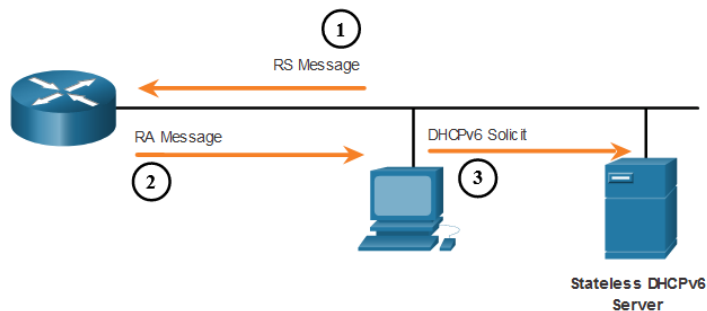 1
RS Message
RA Message
2
DHCPv6 Solicit
3
Stateless DHCPv6
Server